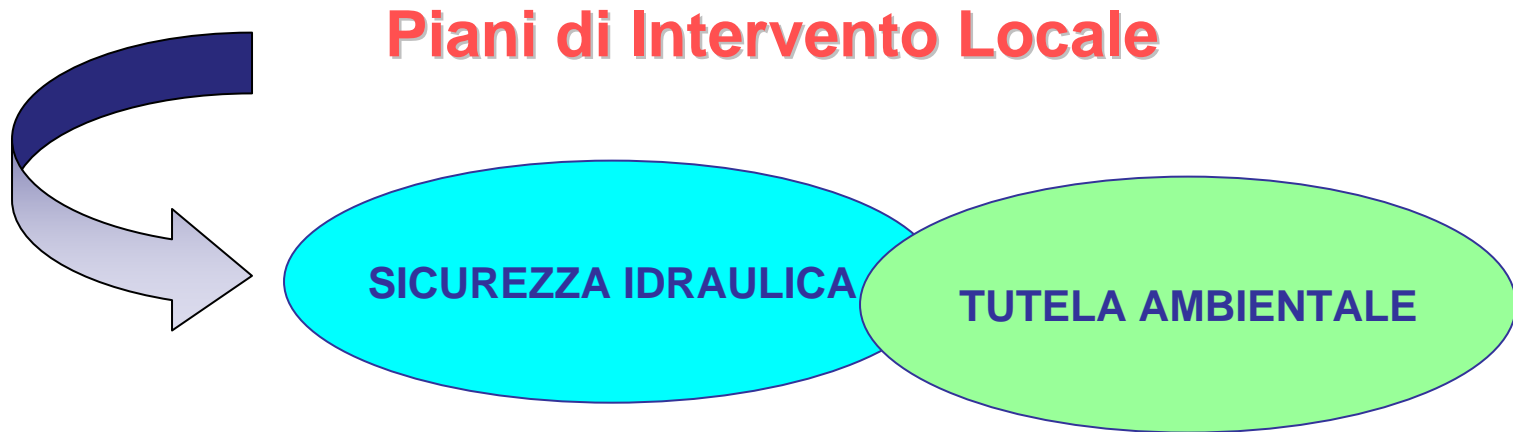 Piani di Intervento Locale
SICUREZZA IDRAULICA
TUTELA AMBIENTALE